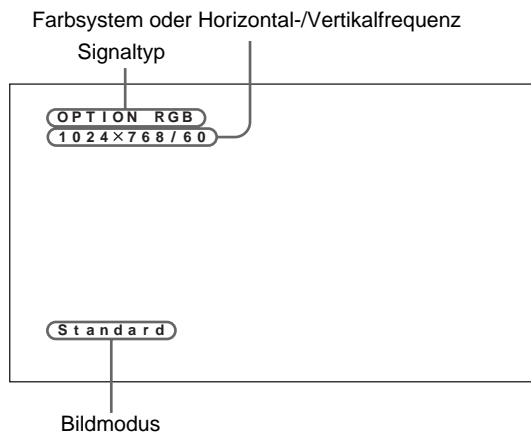 Farbsystem oder Horizontal-/Vertikalfrequenz
Signaltyp
OPTION RGB
1024×768/60
Standard
Bildmodus